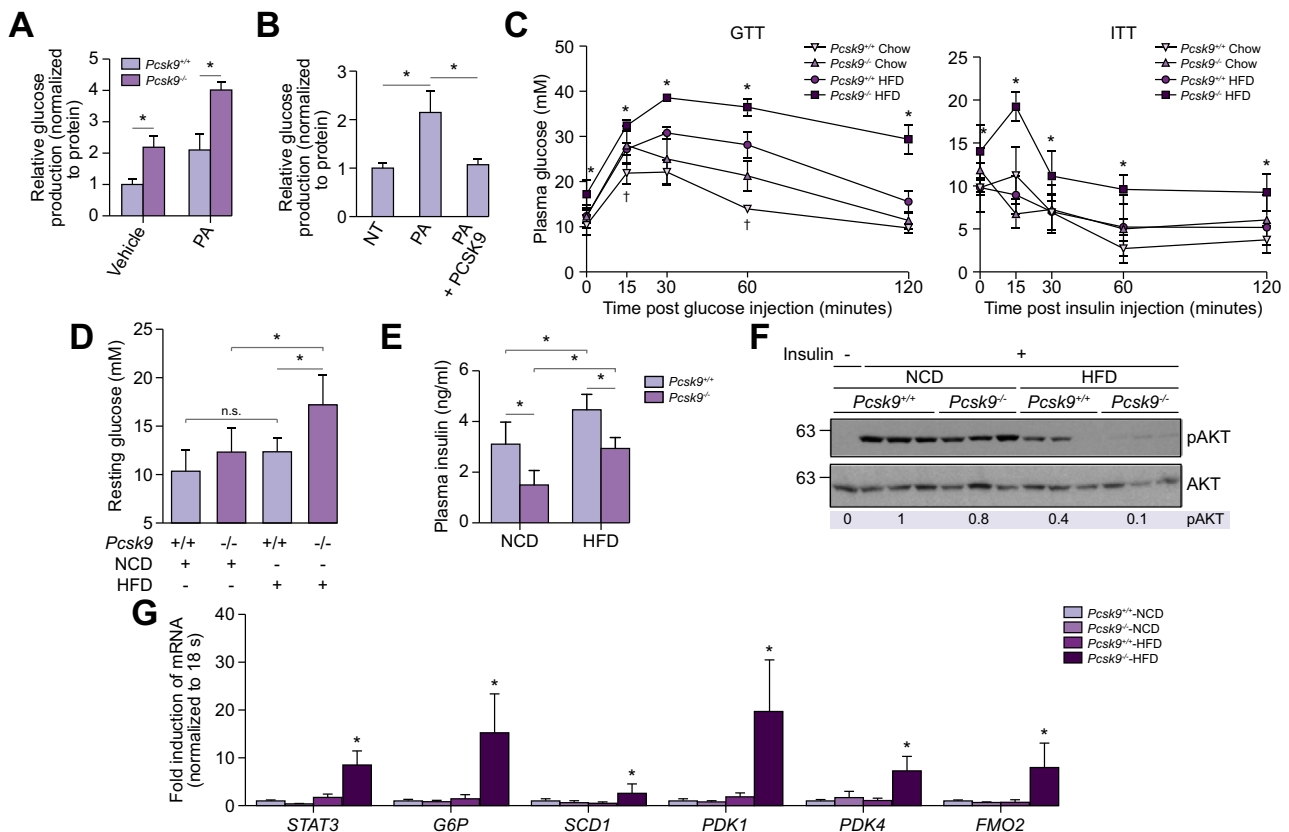 A
Relative glucose
production (normalized
to protein)
Pcsk9+/+
Pcsk9-/-
5
4
3
2
1
0
*
*
Vehicle
PA
B
Relative glucose
production (normalized
to protein)
3
2
1
0
*
*
NT
PA
PA
+ PCSK9
C
GTT
Plasma glucose (mM)
50
40
30
20
10
0
Pcsk9+/+ Chow
Pcsk9-/- Chow
Pcsk9+/+ HFD
Pcsk9-/- HFD
*
*
*
*
*
†
†
0
15
30
60
120
Time post glucose injection (minutes)
ITT
25
20
15
10
5
0
Pcsk9+/+ Chow
Pcsk9-/- Chow
Pcsk9+/+ HFD
Pcsk9-/- HFD
*
*
*
*
*
0
15
30
60
120
Time post insulin injection (minutes)
D
Resting glucose (mM)
25
20
15
10
5
*
*
n.s.
Pcsk9 +/+ -/- +/+ -/-
NCD + + - -
HFD - - + +
E
Plasma insulin (ng/ml)
6
4
2
0
*
*
*
*
Pcsk9+/+
Pcsk9-/-
NCD
HFD
F
Insulin - +
NCD HFD
Pcsk9+/+ Pcsk9-/- Pcsk9+/+ Pcsk9-/-
63 pAKT
63 AKT
0 1 0.8 0.4 0.1 pAKT
G
Fold induction of mRNA
(normalized to 18 s)
40
30
20
10
0
Pcsk9+/+-NCD
Pcsk9-/--NCD
Pcsk9+/+-HFD
Pcsk9-/--HFD
*
*
*
*
*
*
STAT3
G6P
SCD1
PDK1
PDK4
FMO2